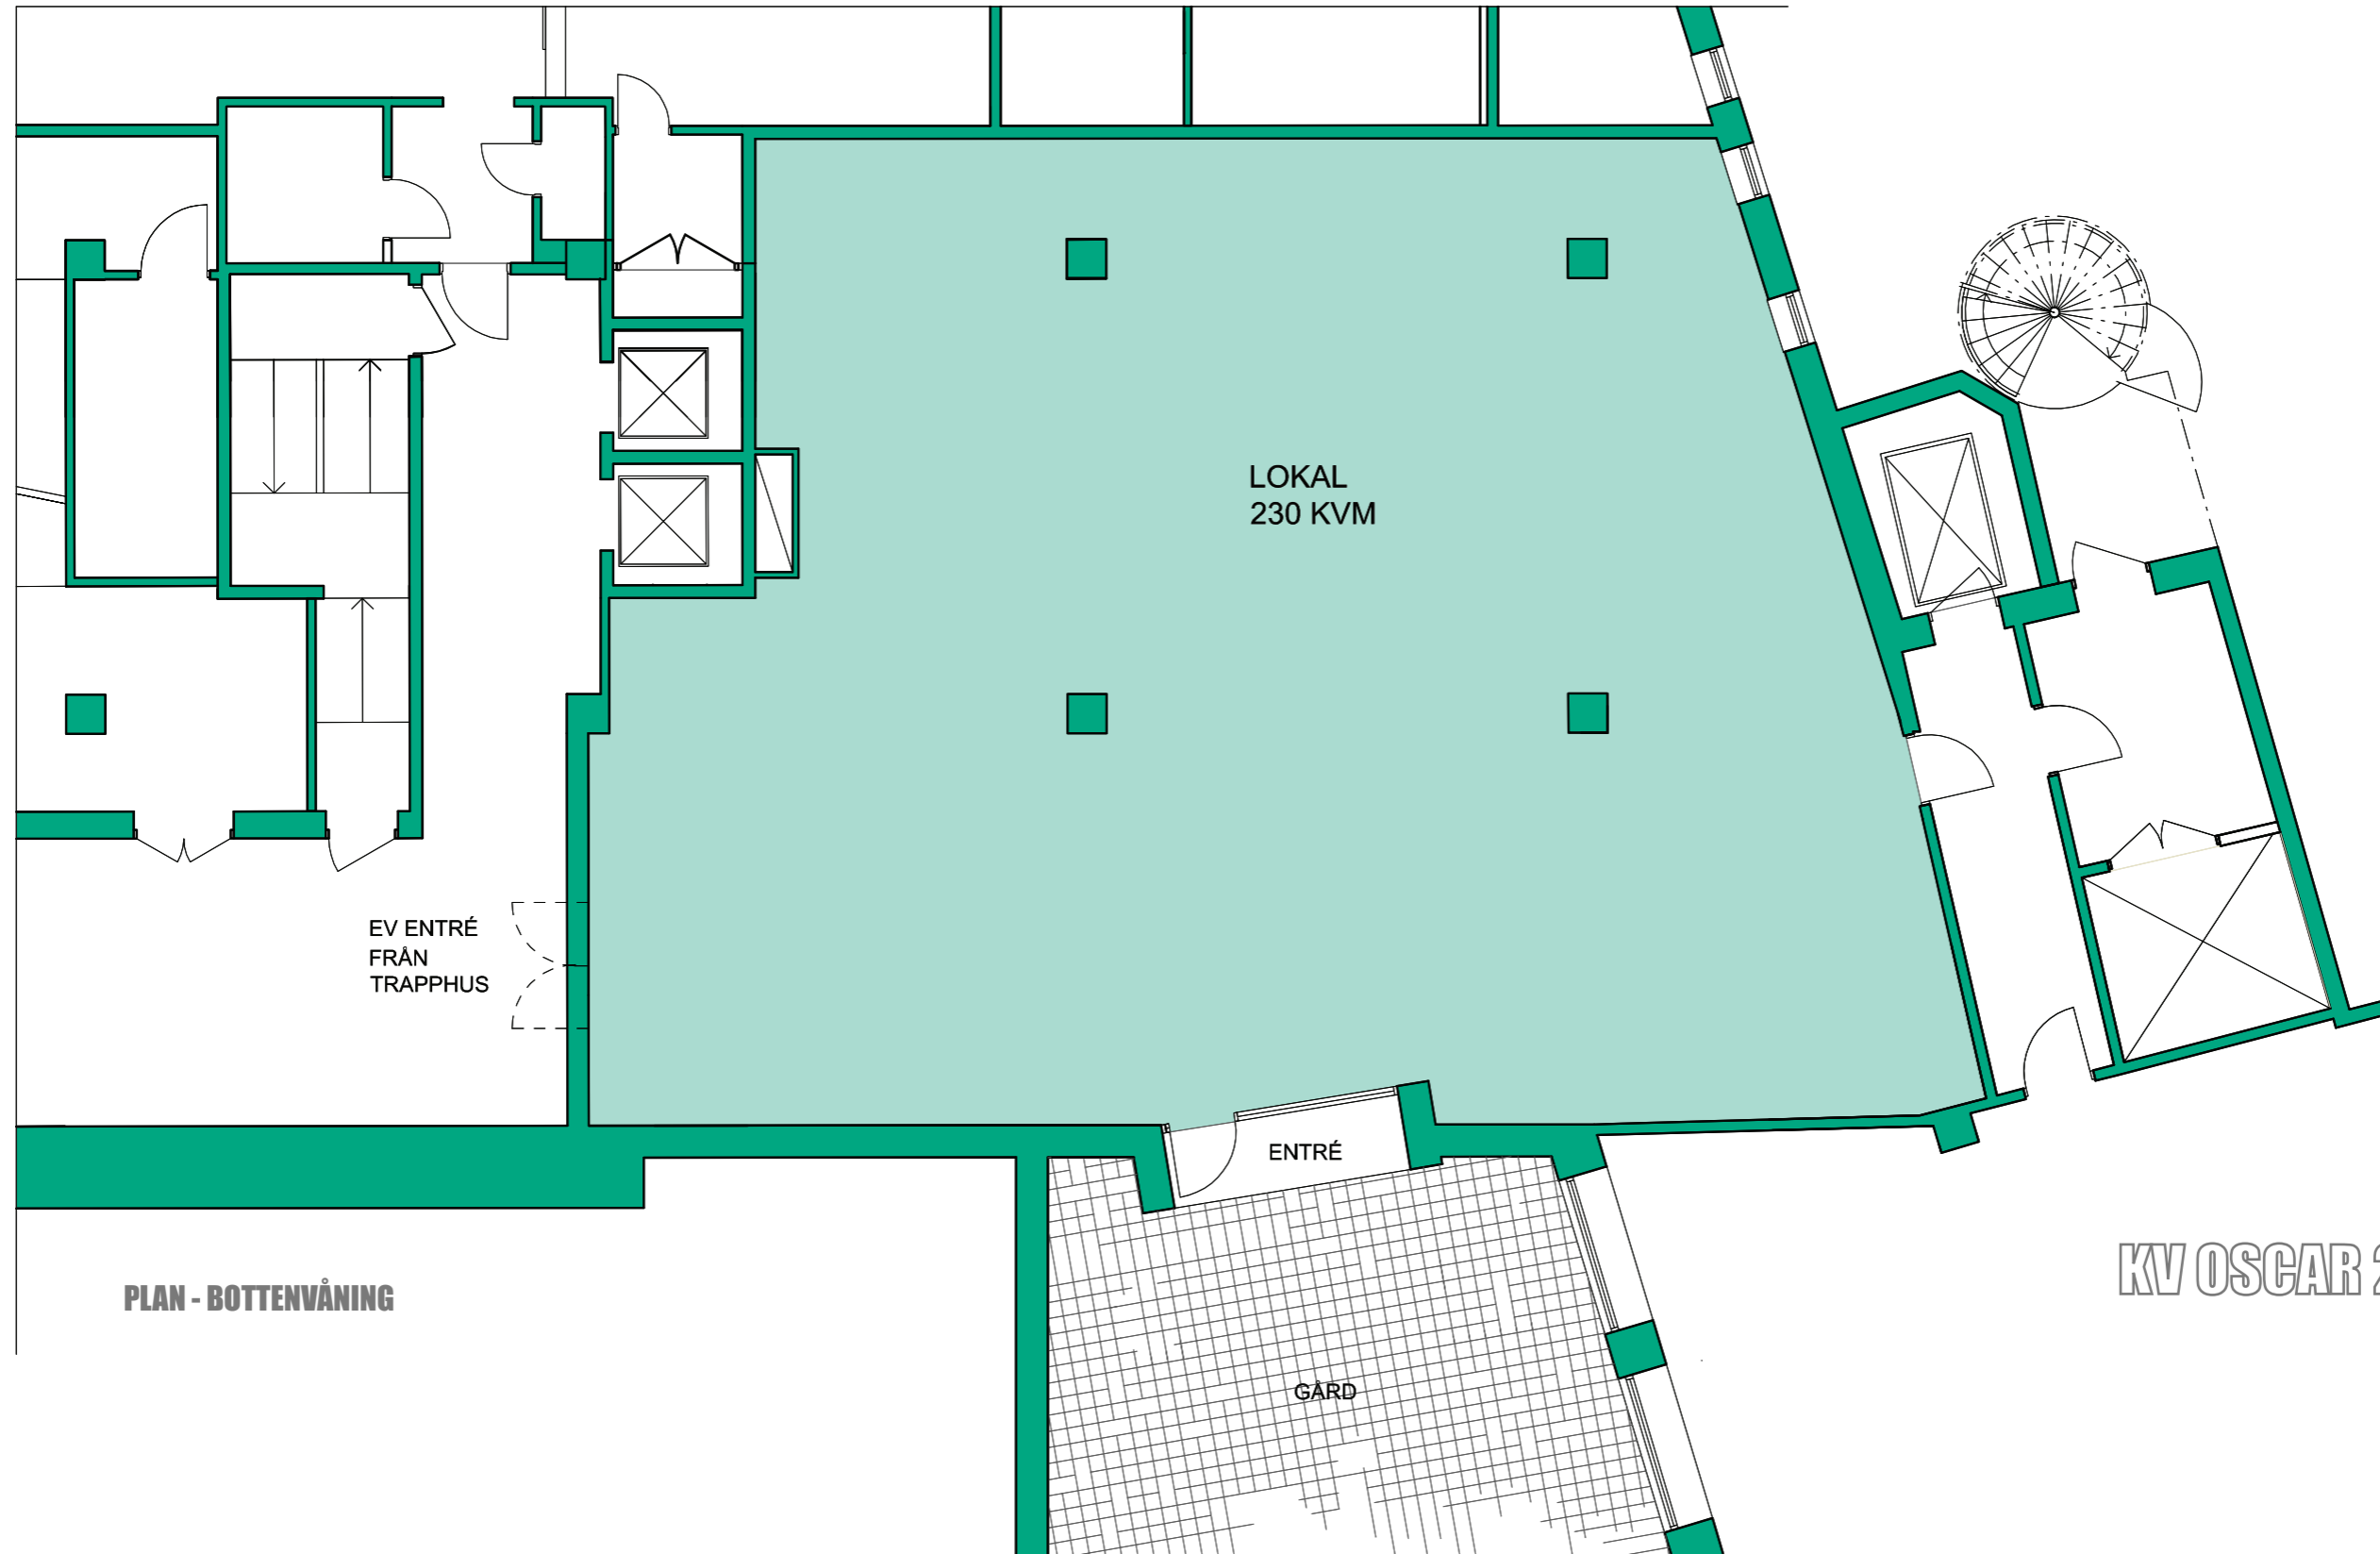 LOKAL
230 KVM
EV ENTRÉ
FRÅN
TRAPPHUS
ENTRÉ
GÅRD
PLAN - BOTTENVÅNING
KV OSCAR